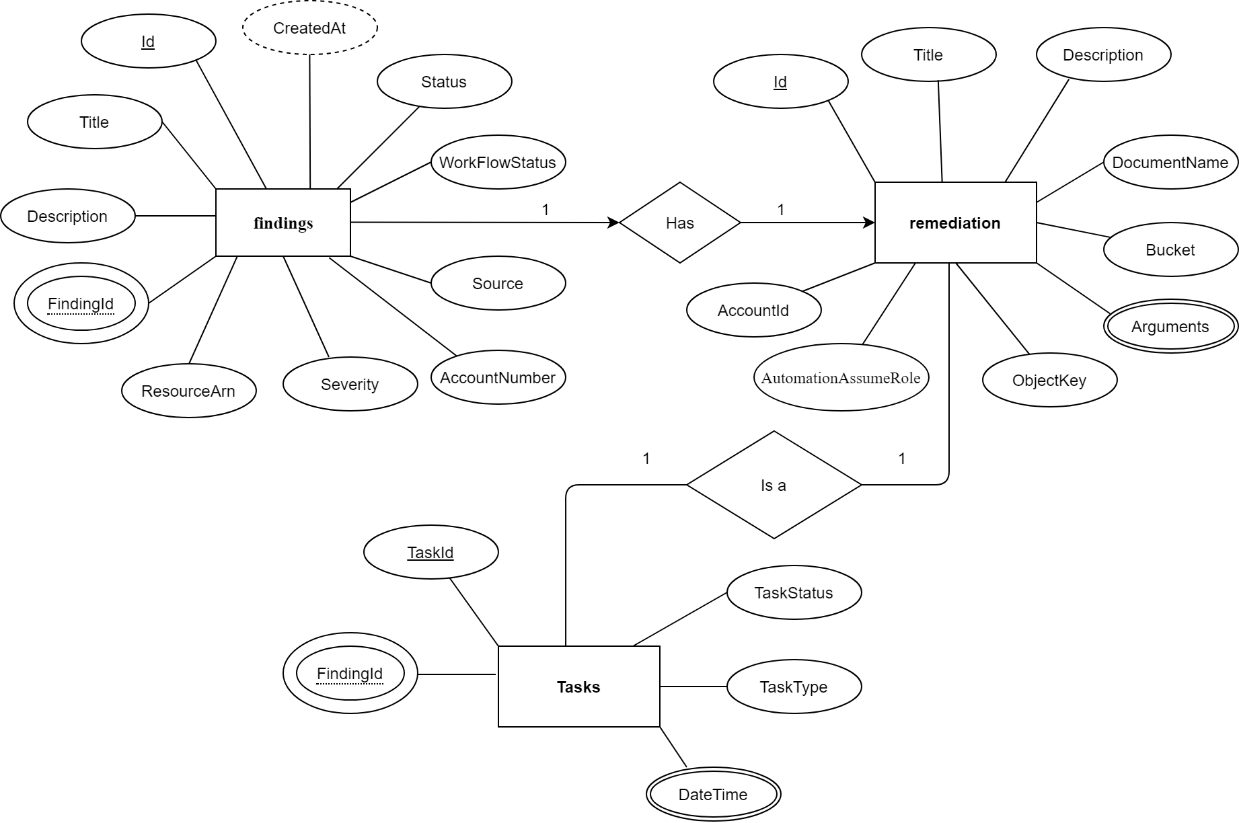 CreatedAt
Id
Status
Title
WorkFlowStatus
Description
findings
FindingId
Source
ResourceArn
Severity
AccountNumber
1
Has
1
Id
Title
Description
DocumentName
remediation
Bucket
AccountId
Arguments
AutomationAssumeRole
ObjectKey
1
Is a
1
TaskId
TaskStatus
FindingId
Tasks
TaskType
DateTime